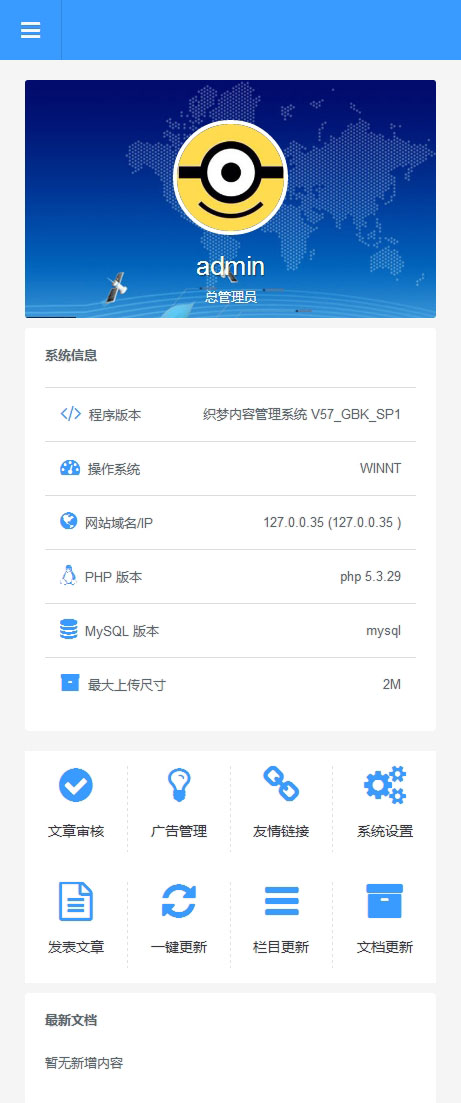 admin
总管理员
系统信息
程序版本 织梦内容管理系统 V57_GBK_SP1
操作系统 WINNT
网站域名/IP 127.0.0.35 (127.0.0.35 )
PHP 版本 php 5.3.29
MySQL 版本 mysql
最大上传尺寸 2M
文章审核 广告管理 友情链接 系统设置
发表文章 一键更新 栏目更新 文档更新
最新文档
暂无新增内容